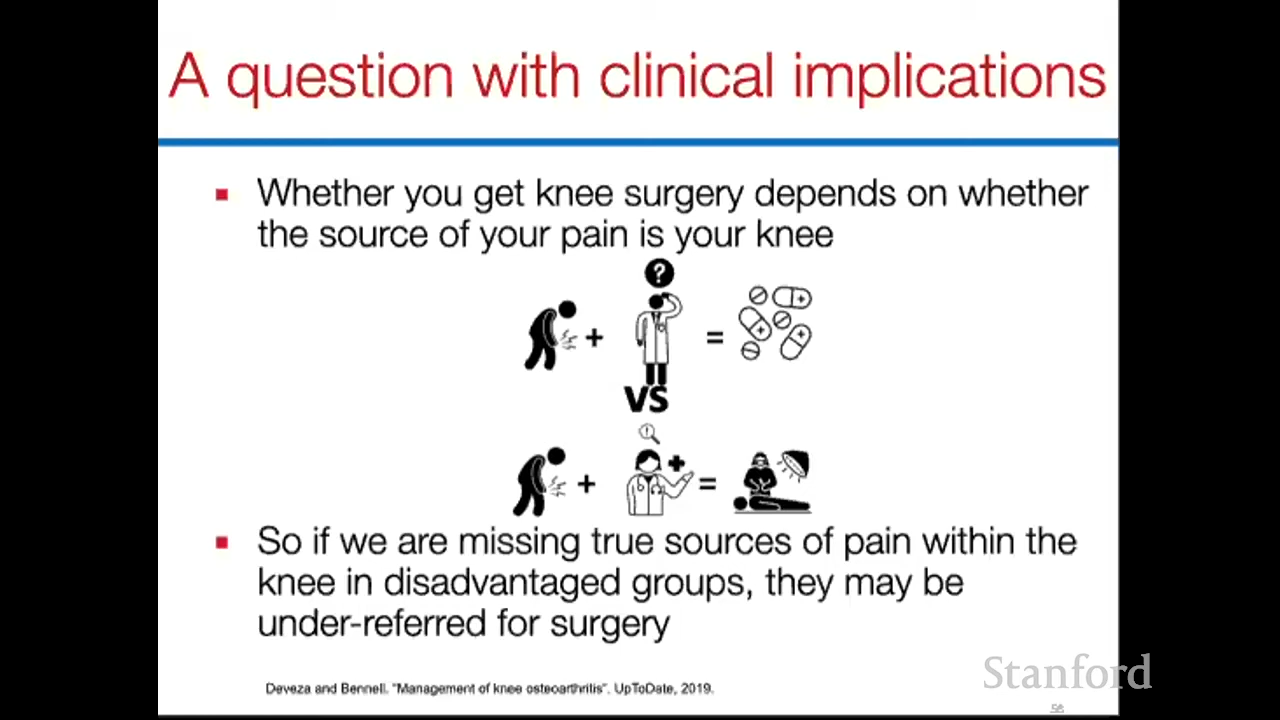 A question with clinical implications
▪ Whether you get knee surgery depends on whether
the source of your pain is your knee
?
+ =
VS
+ =
▪ So if we are missing true sources of pain within the
knee in disadvantaged groups, they may be
under-referred for surgery
Deveza and Bennell. "Management of knee osteoarthritis". UpToDate, 2019.
Stanford